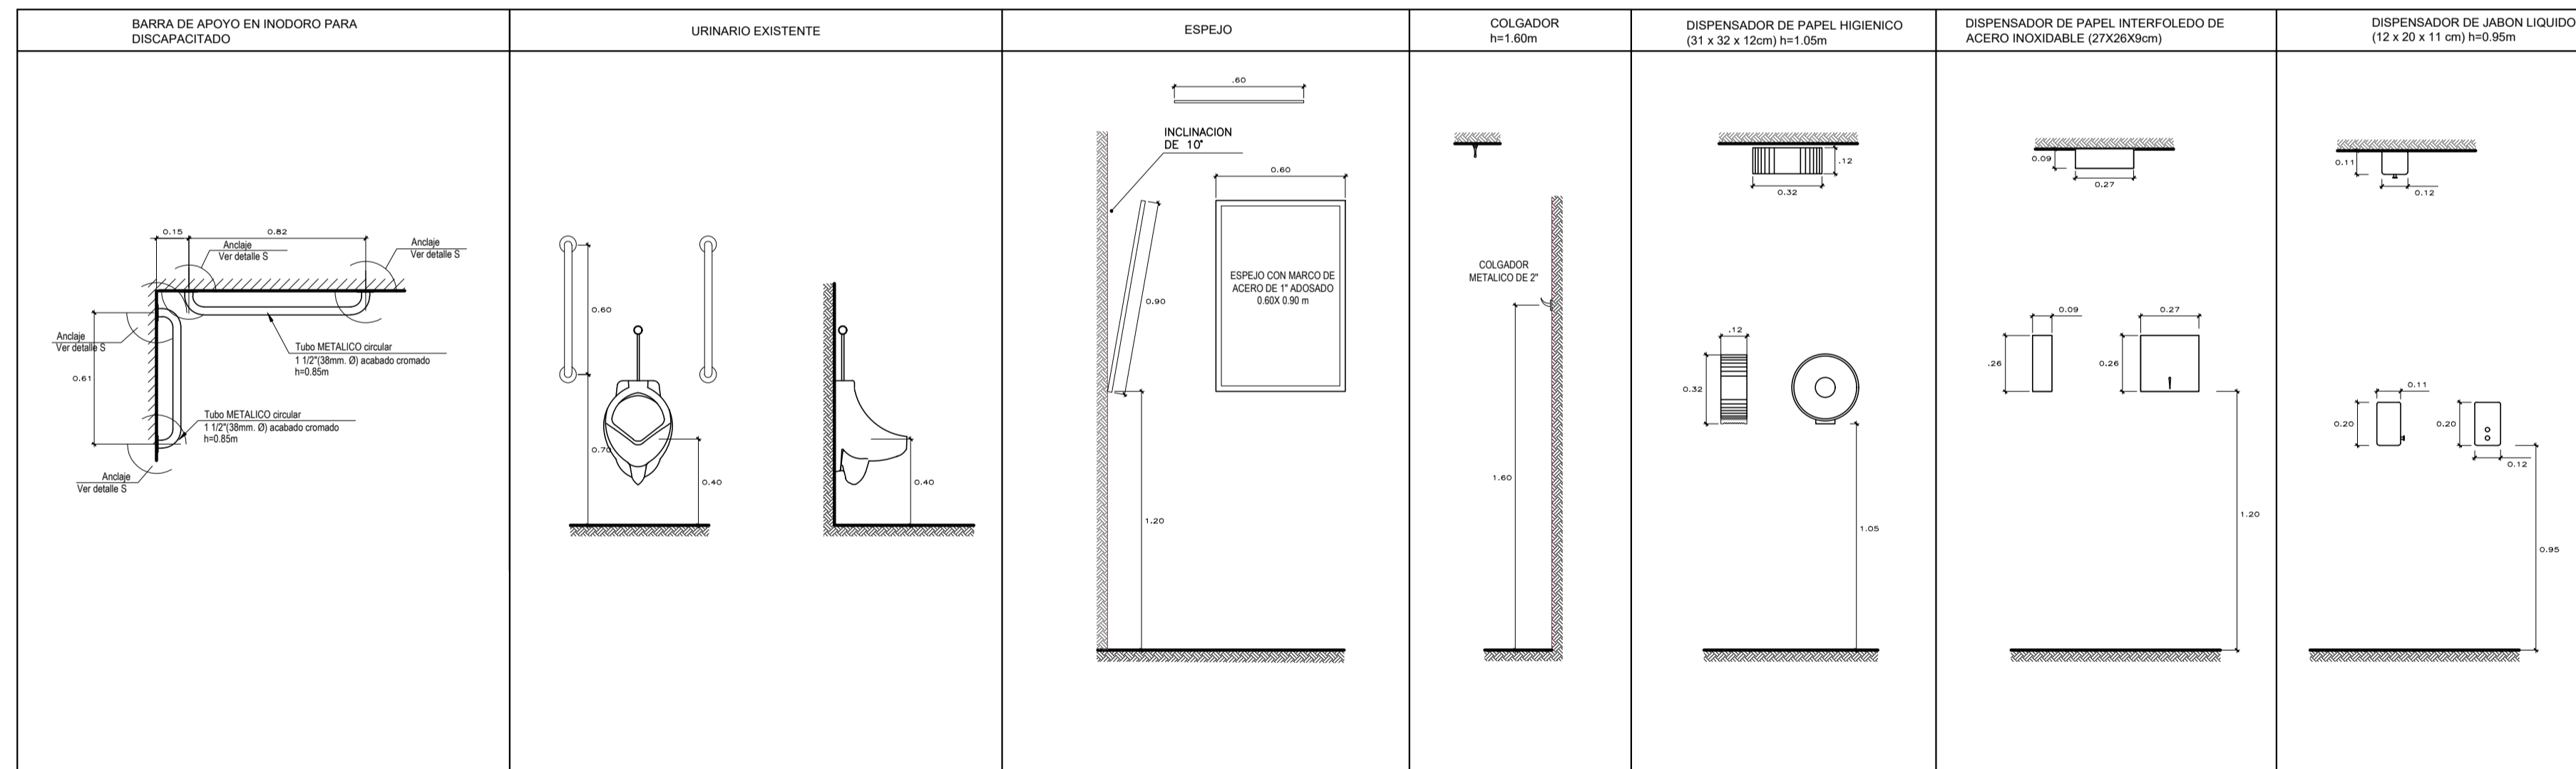 BARRA DE APOYO EN INODORO PARA
DISCAPACITADO
URINARIO EXISTENTE
ESPEJO
COLGADOR
h=1.60m
DISPENSADOR DE PAPEL HIGIENICO
(31 x 32 x 12cm) h=1.05m
DISPENSADOR DE PAPEL INTERFOLEDO DE
ACERO INOXIDABLE (27X26X9cm)
DISPENSADOR DE JABON LIQUIDO
(12 x 20 x 11 cm) h=0.95m
0.15
0.82
Anclaje
Ver detalle S
Anclaje
Ver detalle S
Anclaje
Ver detalle S
0.61
Tubo METALICO circular
1 1/2"(38mm. Ø) acabado cromado
h=0.85m
Tubo METALICO circular
1 1/2"(38mm. Ø) acabado cromado
h=0.85m
Anclaje
Ver detalle S
0.60
0.70
0.40
0.40
.60
INCLINACION
DE 10°
0.60
0.90
ESPEJO CON MARCO DE
ACERO DE 1" ADOSADO
0.60X 0.90 m
1.20
COLGADOR
METALICO DE 2"
1.60
.12
0.32
.12
0.32
1.05
0.09
0.27
0.09
0.27
.26
0.26
1.20
0.11
0.12
0.11
0.20
0.20
0.12
0.95